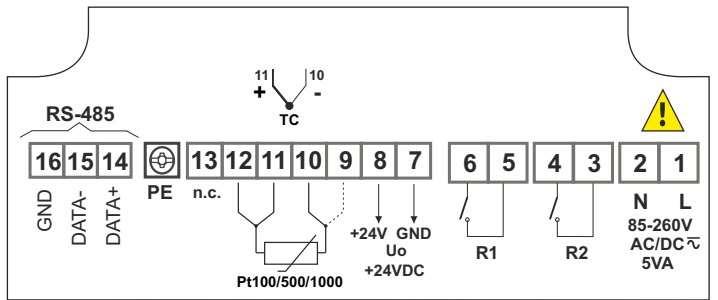 11 10
+ -
TC
RS-485
16 15 14 13 12 11 10 9 8 7 6 5 4 3 2 1
GND DATA- DATA+ PE n.c. +24V GND R1 R2 N L
Uo
+24VDC
Pt100/500/1000
85-260V
AC/DC
5VA